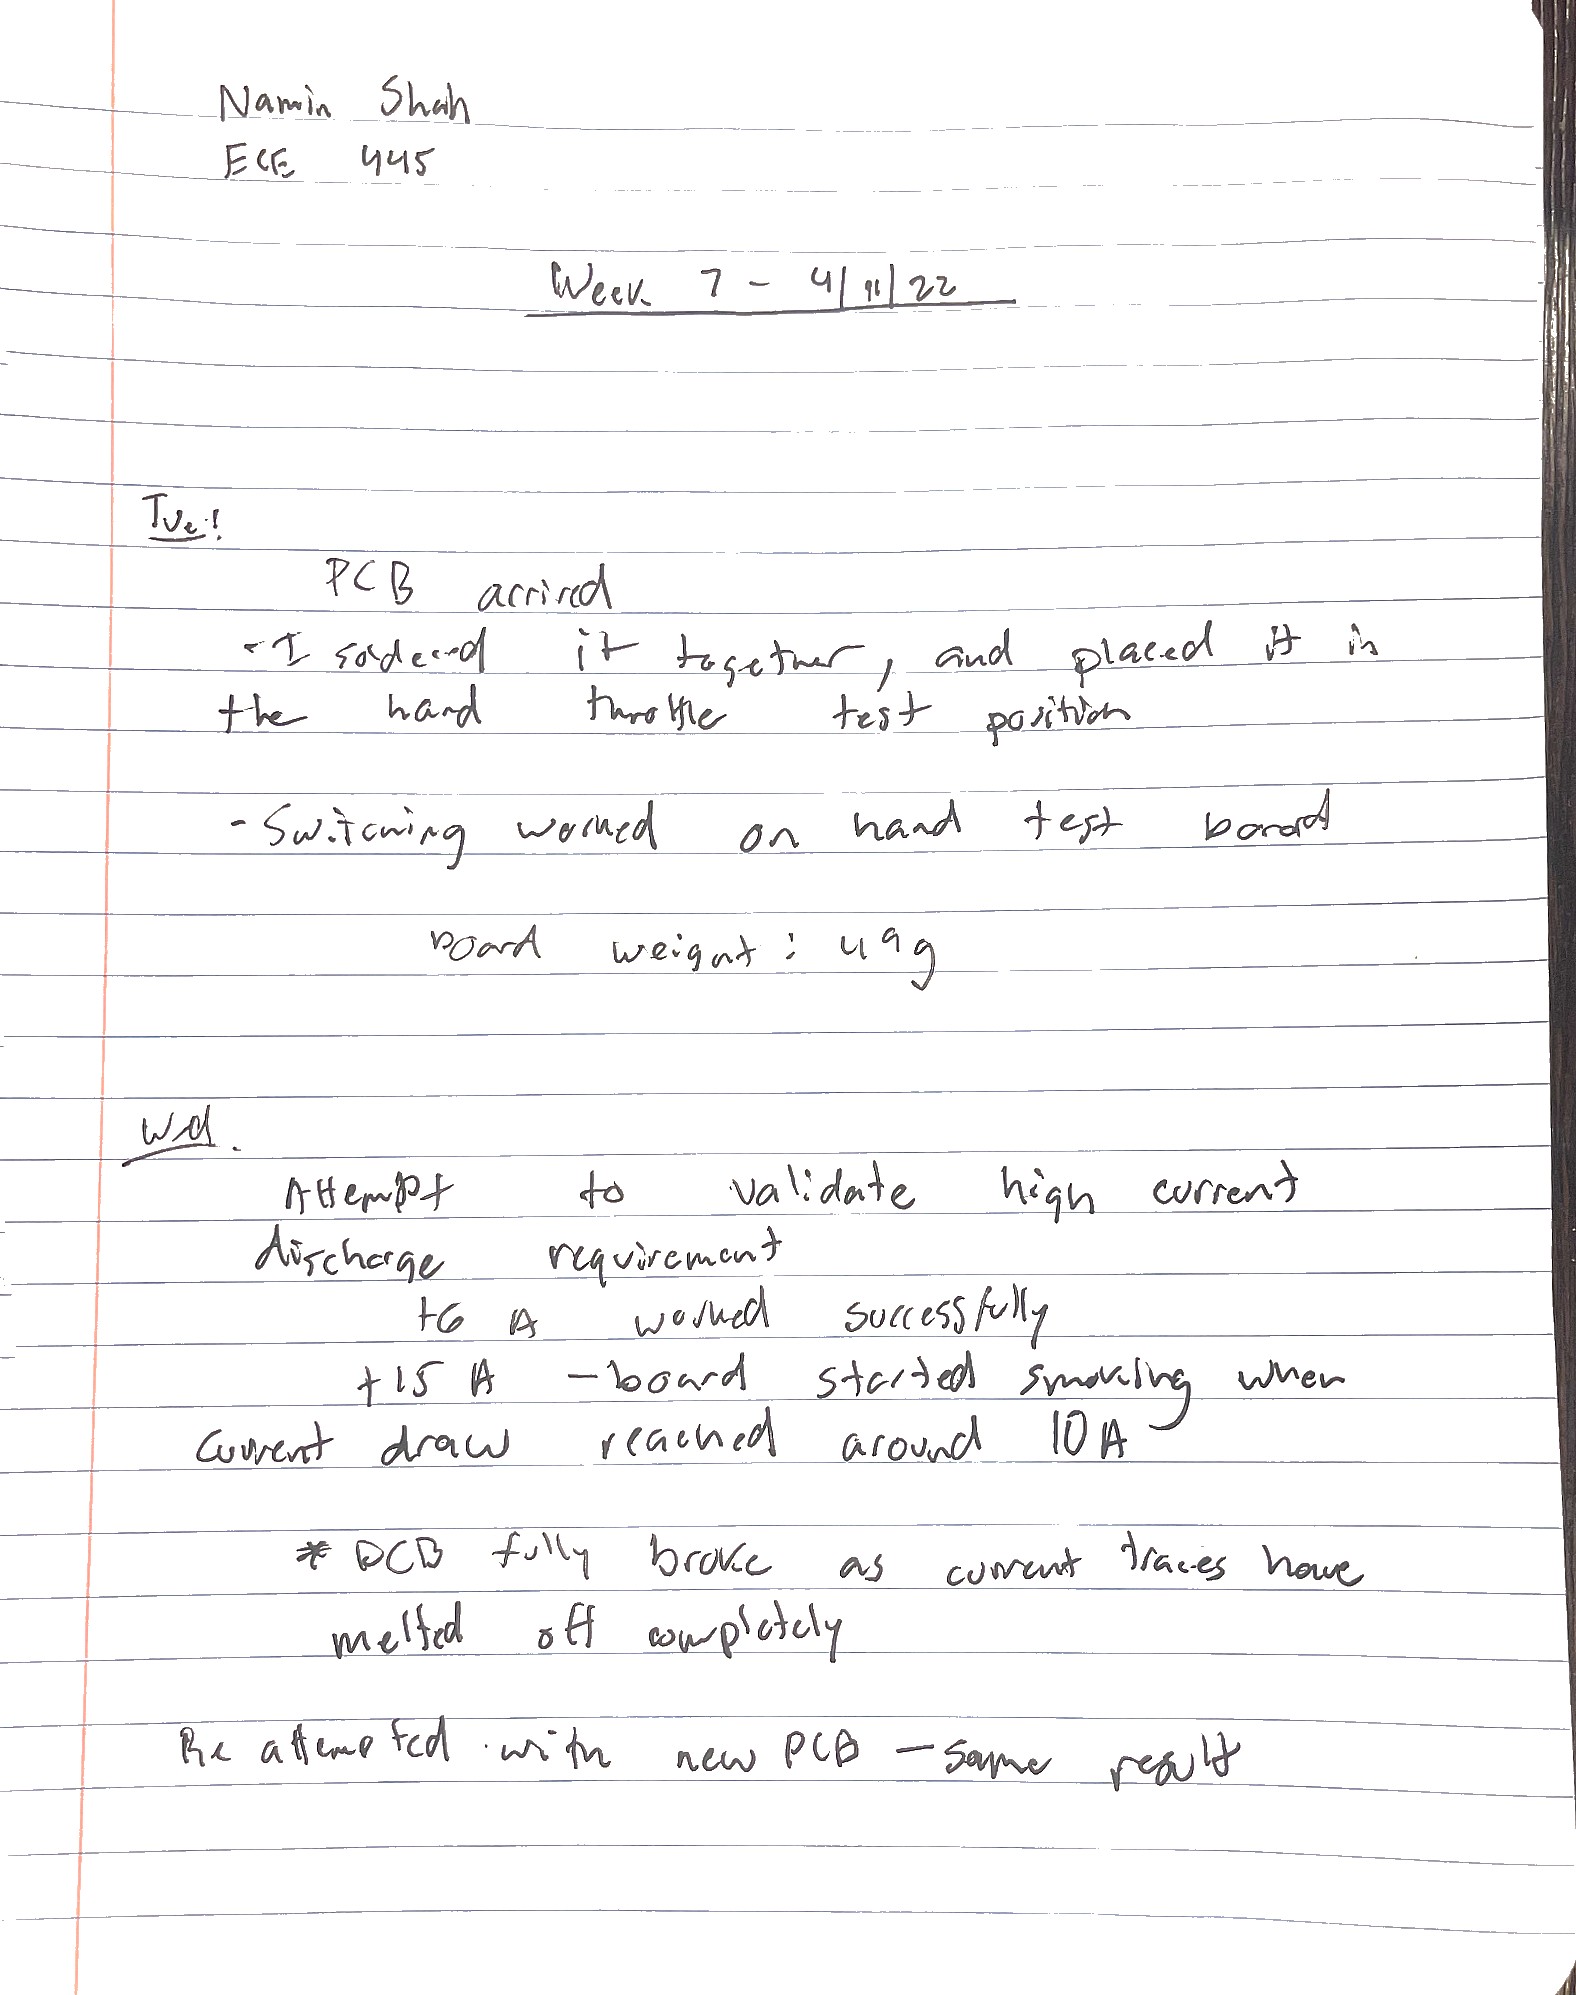 Namin Shah
ECE 445
Week 7 - 4/11/22
Tue:
PCB arrived
- I sodered it together, and placed it in
the hand throttle test position
- Switching worked on hand test board
board weight: 49g
Wed.
Attempt to validate high current
discharge requirement
+6 A worked successfully
+15 A - board started smoking when
current draw reached around 10A
* PCB fully broke as current traces have
melted off completely
Re attempted with new PCB - same result